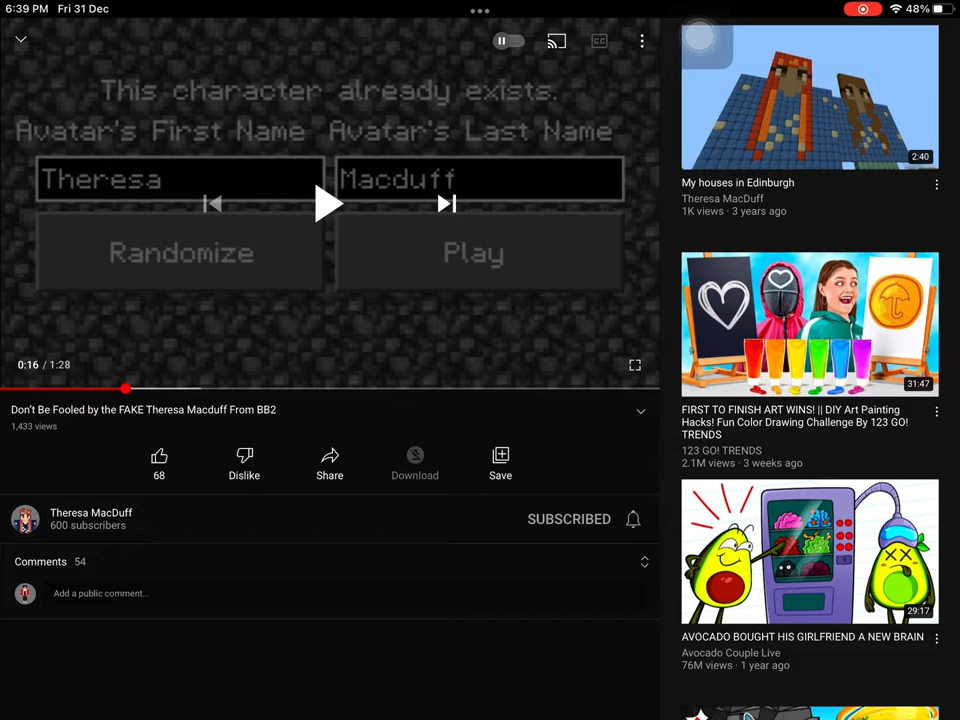 6:39 PM Fri 31 Dec
48%
CC
This character already exists.
Avatar's First Name Avatar's Last Name
Theresa Macduff
Randomize Play
0:16 / 1:28
Don't Be Fooled by the FAKE Theresa Macduff From BB2
1,433 views
68 Dislike Share Download Save
Theresa MacDuff
600 subscribers
SUBSCRIBED
Comments 54
Add a public comment...
2:40
My houses in Edinburgh
Theresa MacDuff
1K views · 3 years ago
31:47
FIRST TO FINISH ART WINS! || DIY Art Painting
Hacks! Fun Color Drawing Challenge By 123 GO!
TRENDS
123 GO! TRENDS
2.1M views · 3 weeks ago
29:17
AVOCADO BOUGHT HIS GIRLFRIEND A NEW BRAIN
Avocado Couple Live
76M views · 1 year ago